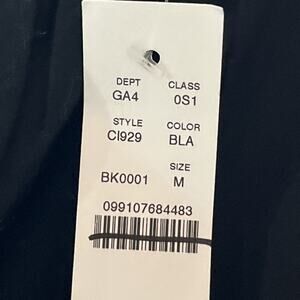 DEPT CLASS
GA4 0S1
STYLE COLOR
CI929 BLA
SIZE
BK0001 M
099107684483